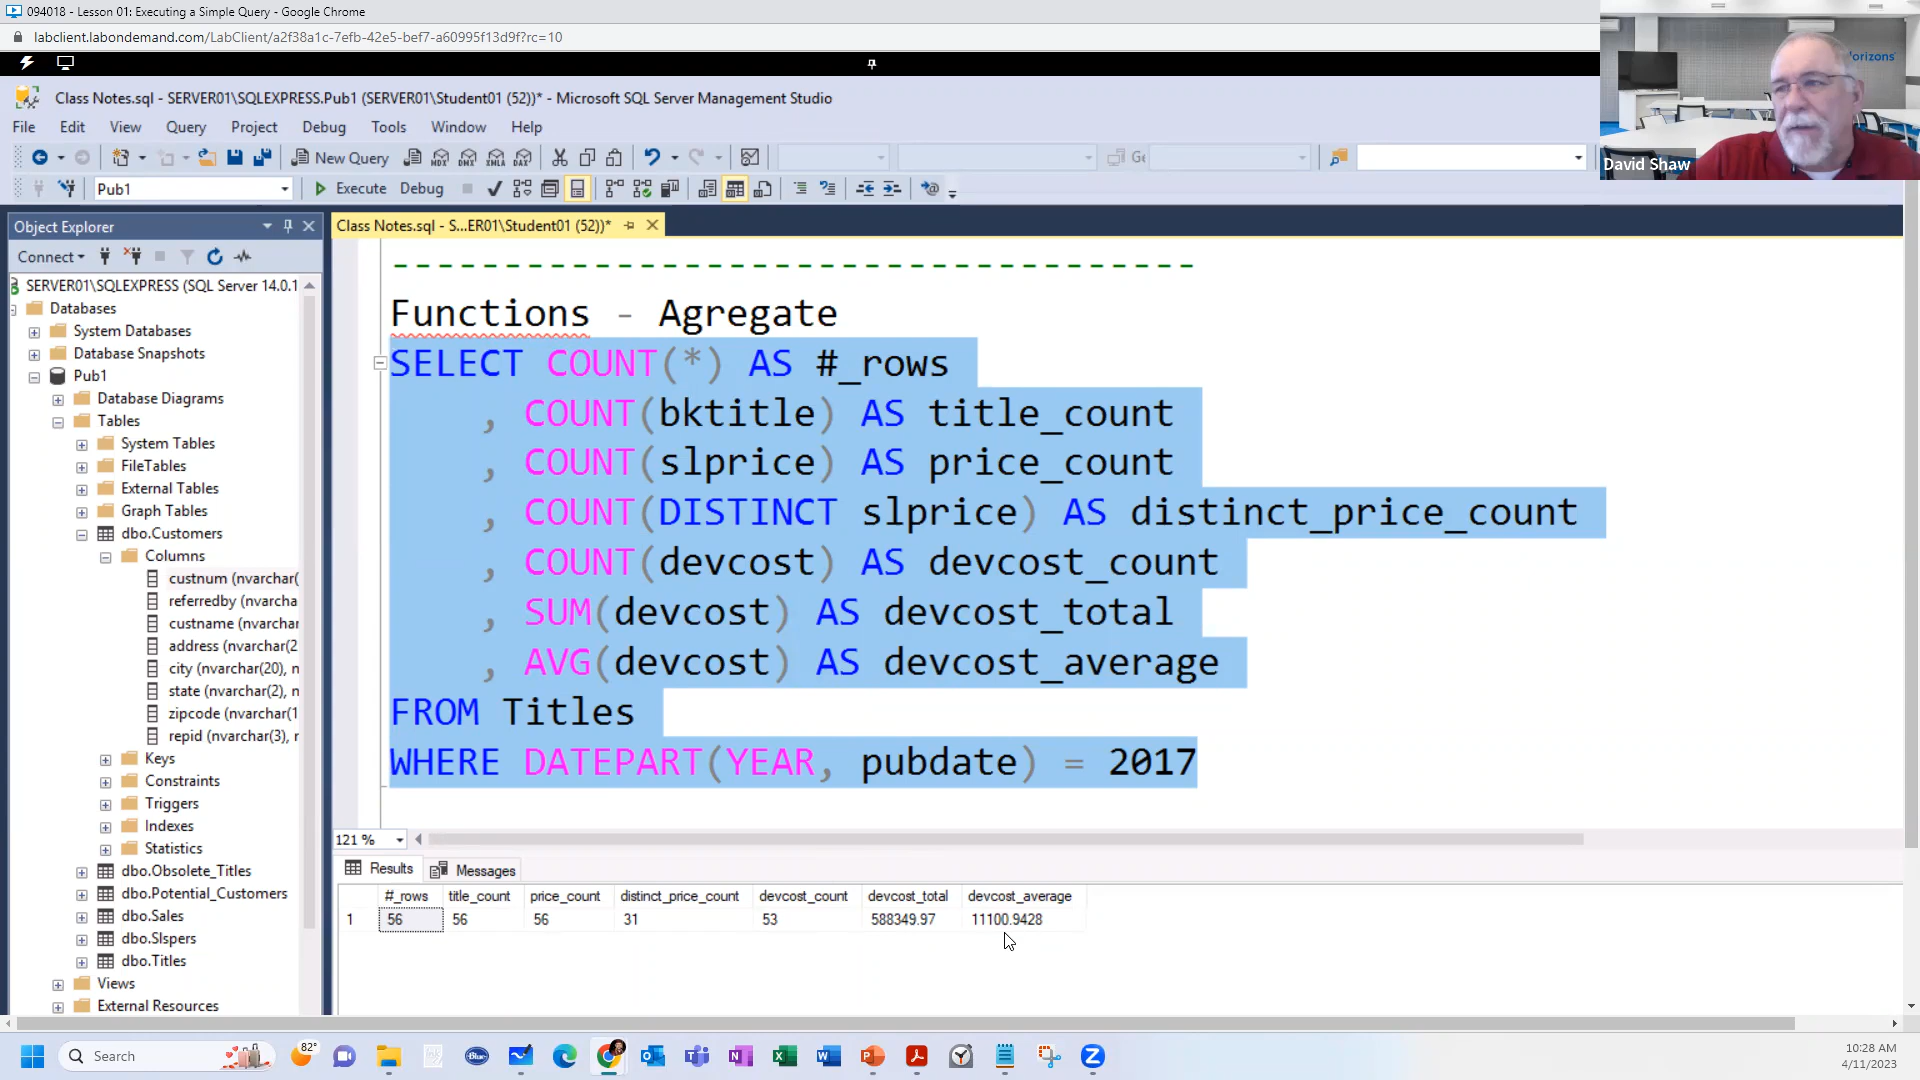 094018 - Lesson 01: Executing a Simple Query - Google Chrome
labclient.labondemand.com/LabClient/a2f38a1c-7efb-42e5-bef7-a60995f13d9f?rc=10
orizons
David Shaw
Class Notes.sql - SERVER01\SQLEXPRESS.Pub1 (SERVER01\Student01 (52))* - Microsoft SQL Server Management Studio
File Edit View Query Project Debug Tools Window Help
New Query MDX DMX XMLA DAX Ge
Pub1 Execute Debug
Object Explorer
Connect
SERVER01\SQLEXPRESS (SQL Server 14.0.1
Databases
System Databases
Database Snapshots
Pub1
Database Diagrams
Tables
System Tables
FileTables
External Tables
Graph Tables
dbo.Customers
Columns
custnum (nvarchar(
referredby (nvarcha
custname (nvarchar
address (nvarchar(2
city (nvarchar(20), n
state (nvarchar(2), n
zipcode (nvarchar(1
repid (nvarchar(3), r
Keys
Constraints
Triggers
Indexes
Statistics
dbo.Obsolete_Titles
dbo.Potential_Customers
dbo.Sales
dbo.Slspers
dbo.Titles
Views
External Resources
Class Notes.sql - S...ER01\Student01 (52))*
------------------------------------
Functions - Agregate
SELECT COUNT(*) AS #_rows
, COUNT(bktitle) AS title_count
, COUNT(slprice) AS price_count
, COUNT(DISTINCT slprice) AS distinct_price_count
, COUNT(devcost) AS devcost_count
, SUM(devcost) AS devcost_total
, AVG(devcost) AS devcost_average
FROM Titles
WHERE DATEPART(YEAR, pubdate) = 2017
121 %
Results Messages
#_rows title_count price_count distinct_price_count devcost_count devcost_total devcost_average
1 56 56 56 31 53 588349.97 11100.9428
Search
82°
10:28 AM
4/11/2023